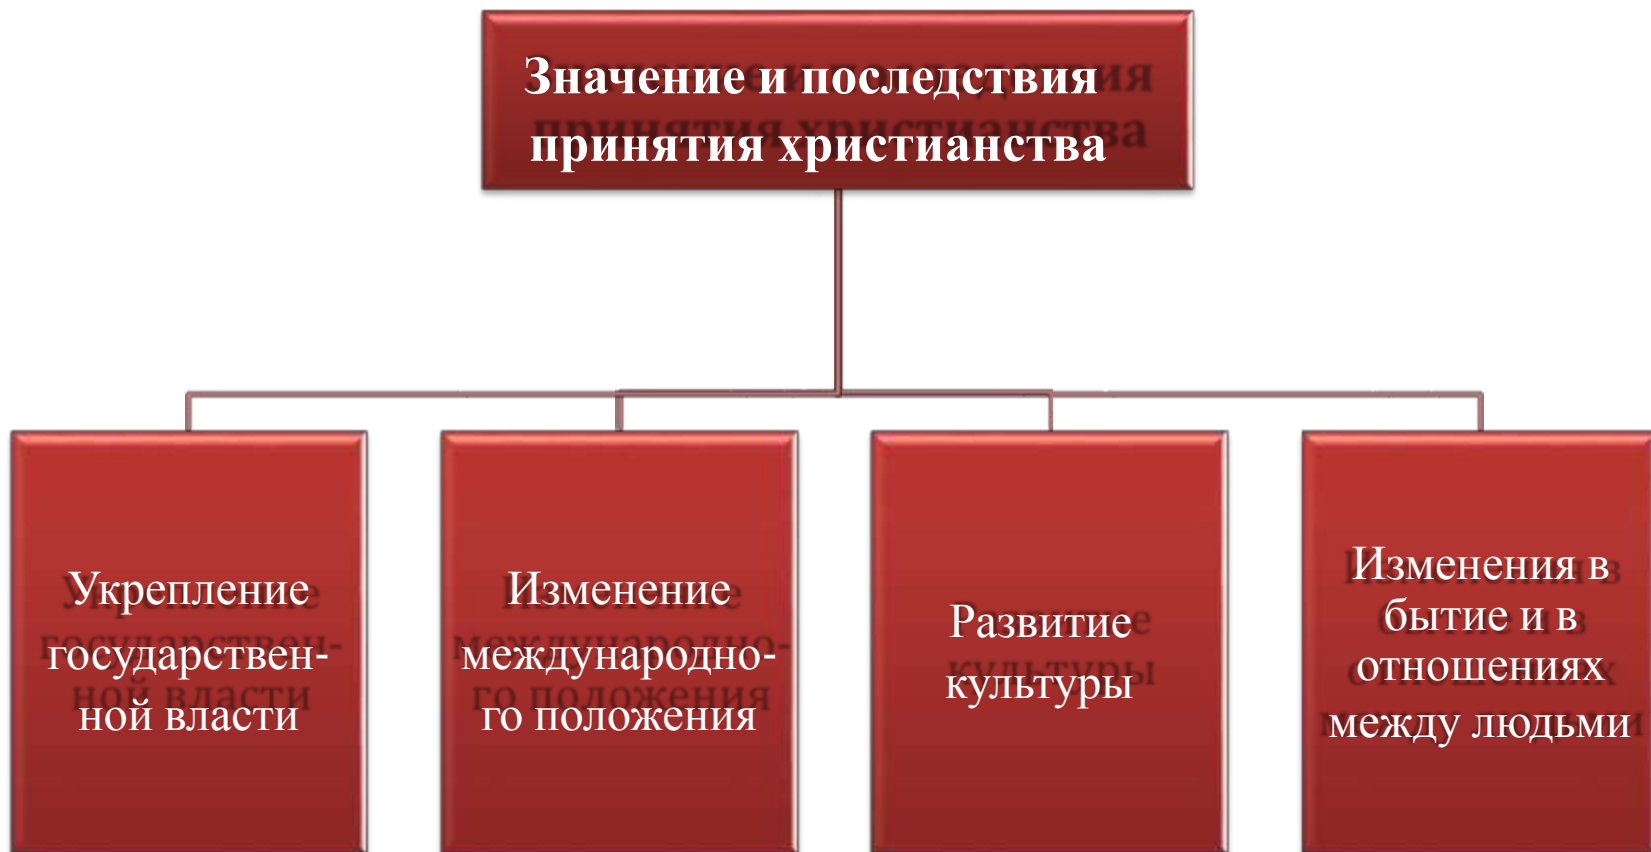 Значение и последствия
принятия христианства
Укрепление
государствен-
ной власти
Изменение
международно-
го положения
Развитие
культуры
Изменения в
бытие и в
отношениях
между людьми